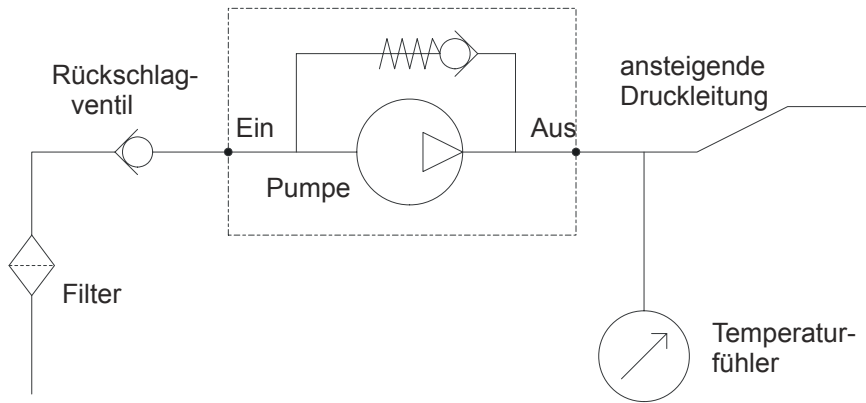 Rückschlag-
ventil
Ein
Aus
ansteigende
Druckleitung
Pumpe
Filter
Temperatur-
fühler